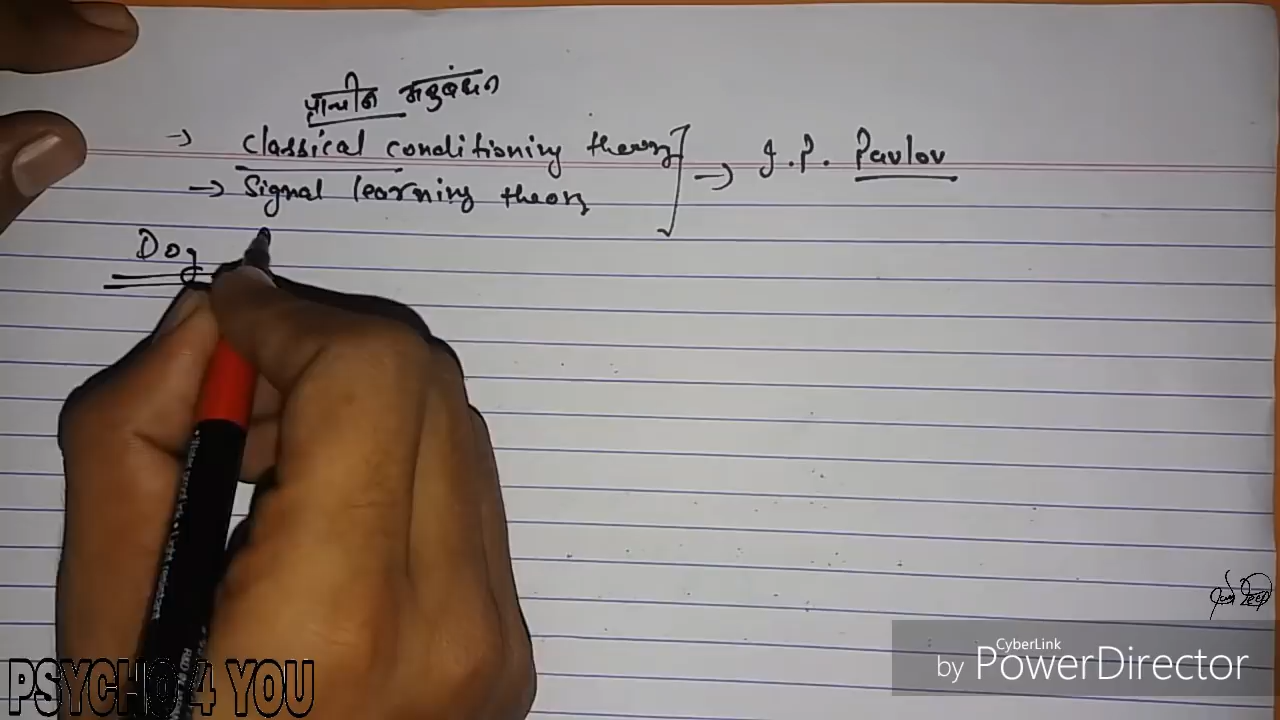 प्राचीन अनुबंधन
→ Classical conditioning theory
→ Signal learning theory
→ I.P. Pavlov
Dog
PSYCHO 4 YOU
CyberLink
by PowerDirector